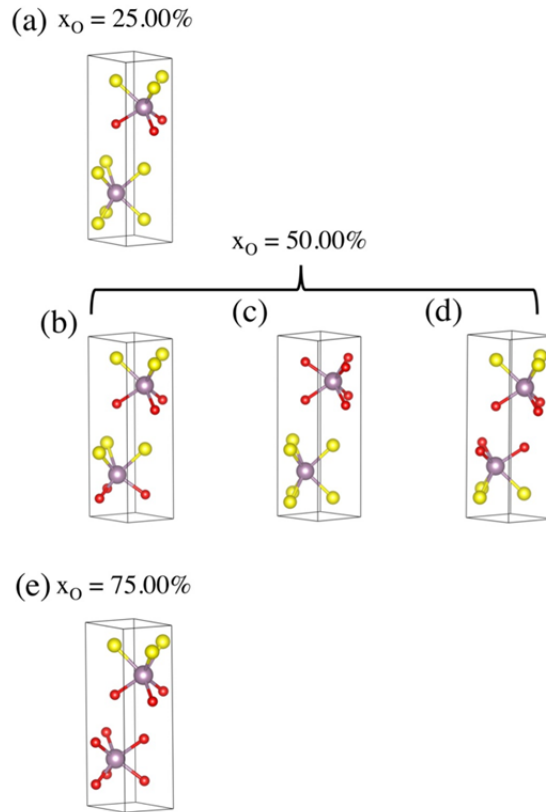 (a) x_O = 25.00%
x_O = 50.00%
(b)
(c)
(d)
(e) x_O = 75.00%